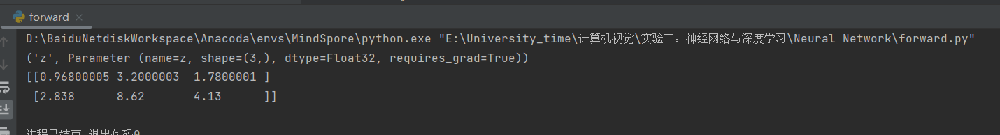 forward
D:\BaiduNetdiskWorkspace\Anacoda\envs\MindSpore\python.exe "E:\University_time\计算机视觉\实验三：神经网络与深度学习\Neural Network\forward.py"
('z', Parameter (name=z, shape=(3,), dtype=Float32, requires_grad=True))
[[0.96800005 3.2000003  1.7800001 ]
 [2.838      8.62       4.13      ]]
进程已结束,退出代码0